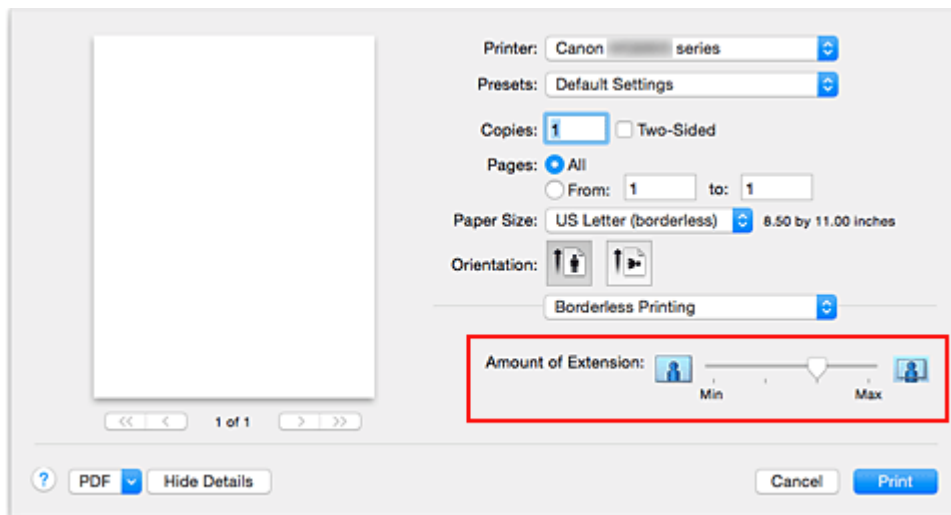 Printer: Canon series
Presets: Default Settings
Copies: 1 Two-Sided
Pages: All
From: 1 to: 1
Paper Size: US Letter (borderless) 8.50 by 11.00 inches
Orientation:
Borderless Printing
Amount of Extension:
Min Max
<< < 1 of 1 > >>
? PDF Hide Details Cancel Print